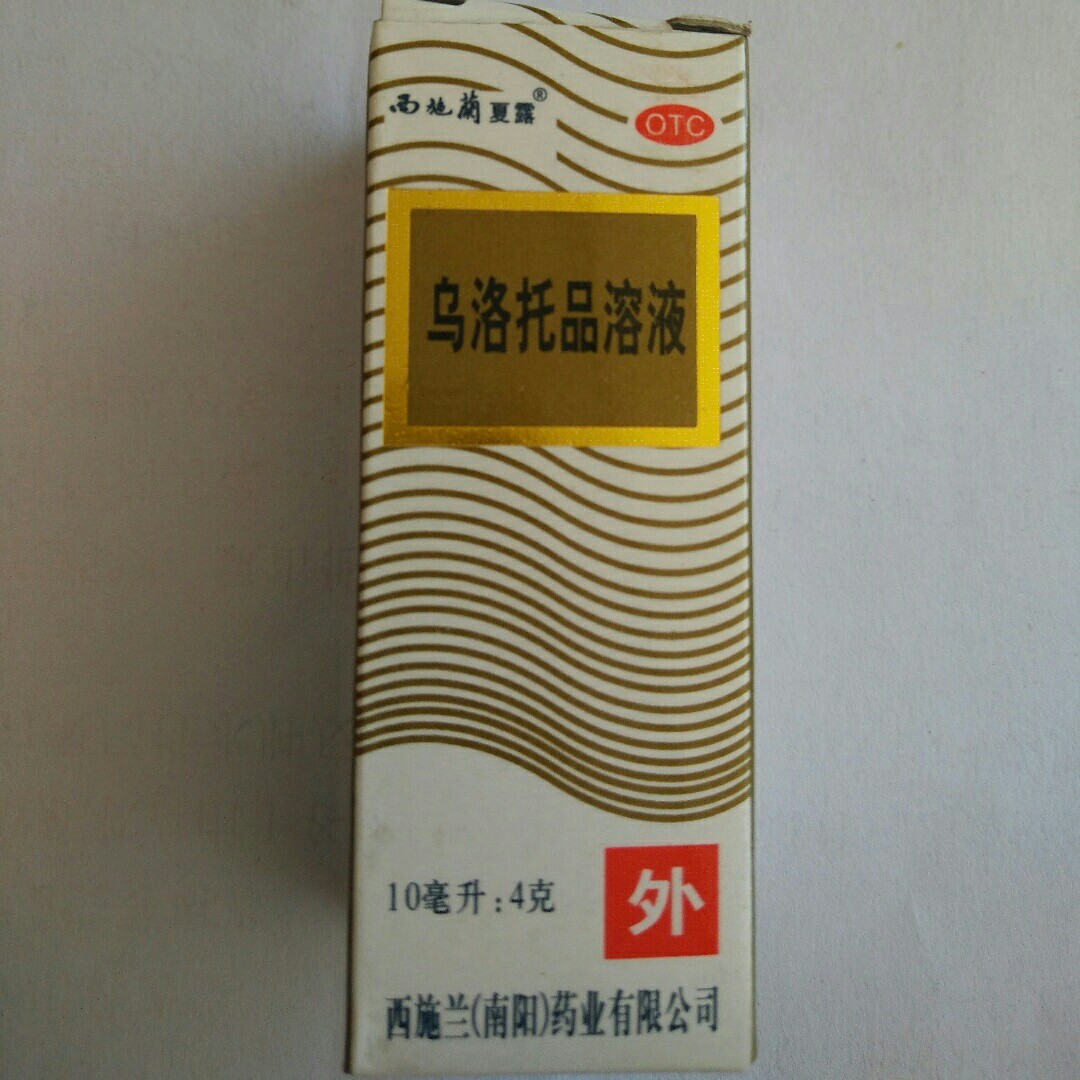 西施蘭夏露®
OTC
乌洛托品溶液
10毫升:4克
外
西施兰(南阳)药业有限公司